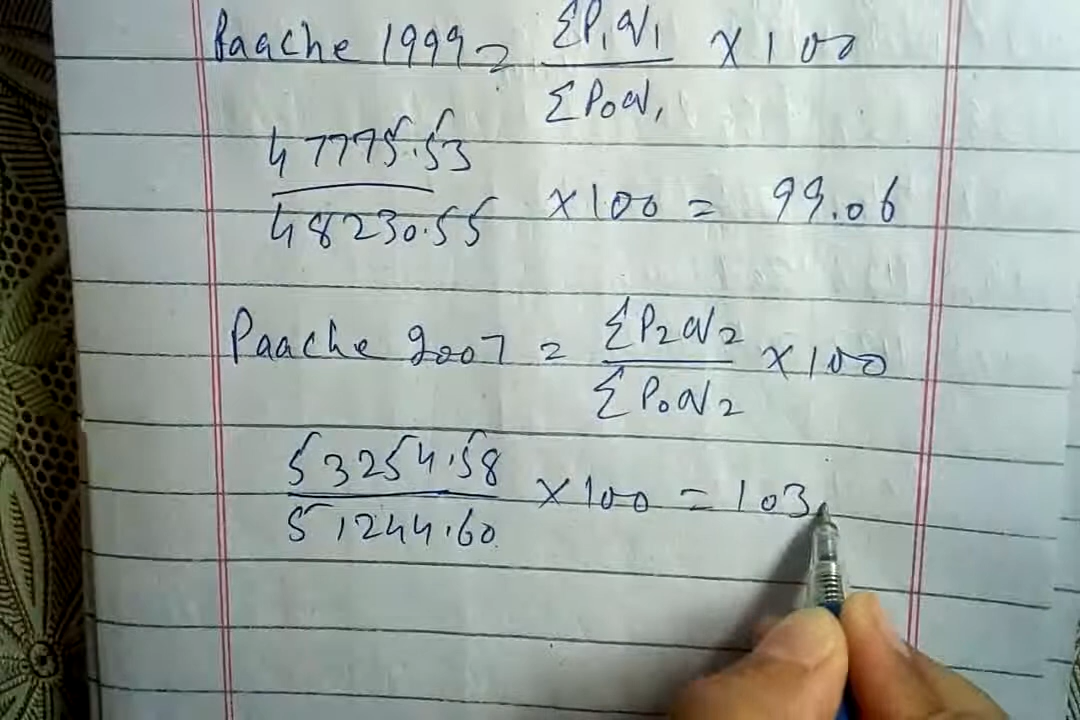 Paache 1999 = ΣP₁q₁ / ΣP₀q₁ × 100
47775.53 / 48230.55 × 100 = 99.06
Paache 2007 = ΣP₂q₂ / ΣP₀q₂ × 100
53254.58 / 51244.60 × 100 = 103.